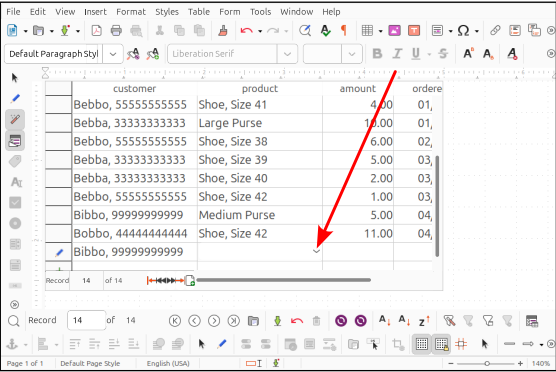 File Edit View Insert Format Styles Table Form Tools Window Help
Default Paragraph Styl Liberation Serif B I U S A A A
customer product amount ordere
Bebbo, 55555555555 Shoe, Size 41 4.00 01,
Bebba, 33333333333 Large Purse 10.00 01,
Bebbo, 55555555555 Shoe, Size 38 6.00 02,
Bebba, 33333333333 Shoe, Size 39 5.00 03,
Bebba, 33333333333 Shoe, Size 40 2.00 03,
Bebbo, 55555555555 Shoe, Size 42 1.00 03,
Bibbo, 99999999999 Medium Purse 5.00 04,
Bobbo, 44444444444 Shoe, Size 42 11.00 04,
Bibbo, 99999999999
Record 14 of 14
Record 14 of 14
Page 1 of 1 Default Page Style English (USA) 140%